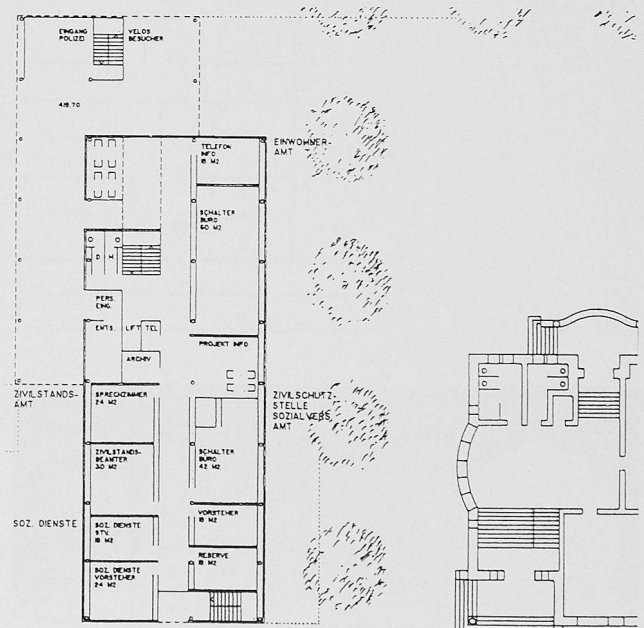 EINGANG
POLIZEI
VELOS
BESUCHER
419,70
TELEFON
INFO
18 M2
EINWOHNER-
AMT
SCHALTER
BÜRO
60 M2
D
H
PERS.
EING.
ENTS.
LIFT
TEL
ARCHIV
PROJEKT INFO
ZIVILSTANDS-
AMT
SPRECHZIMMER
24 M2
ZIVILSCHUTZ-
STELLE
SOZIALVERS.
AMT
ZIVILSTANDS-
BEAMTER
30 M2
SCHALTER
BÜRO
42 M2
SOZ. DIENSTE
SOZ. DIENSTE
STV.
18 M2
VORSTEHER
18 M2
SOZ. DIENSTE
VORSTEHER
24 M2
RESERVE
18 M2